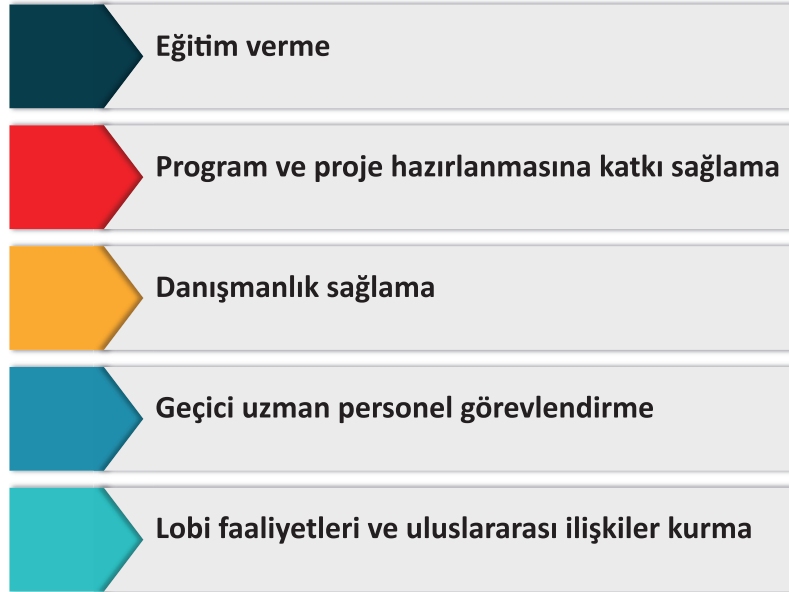 Eğitim verme
Program ve proje hazırlanmasına katkı sağlama
Danışmanlık sağlama
Geçici uzman personel görevlendirme
Lobi faaliyetleri ve uluslararası ilişkiler kurma